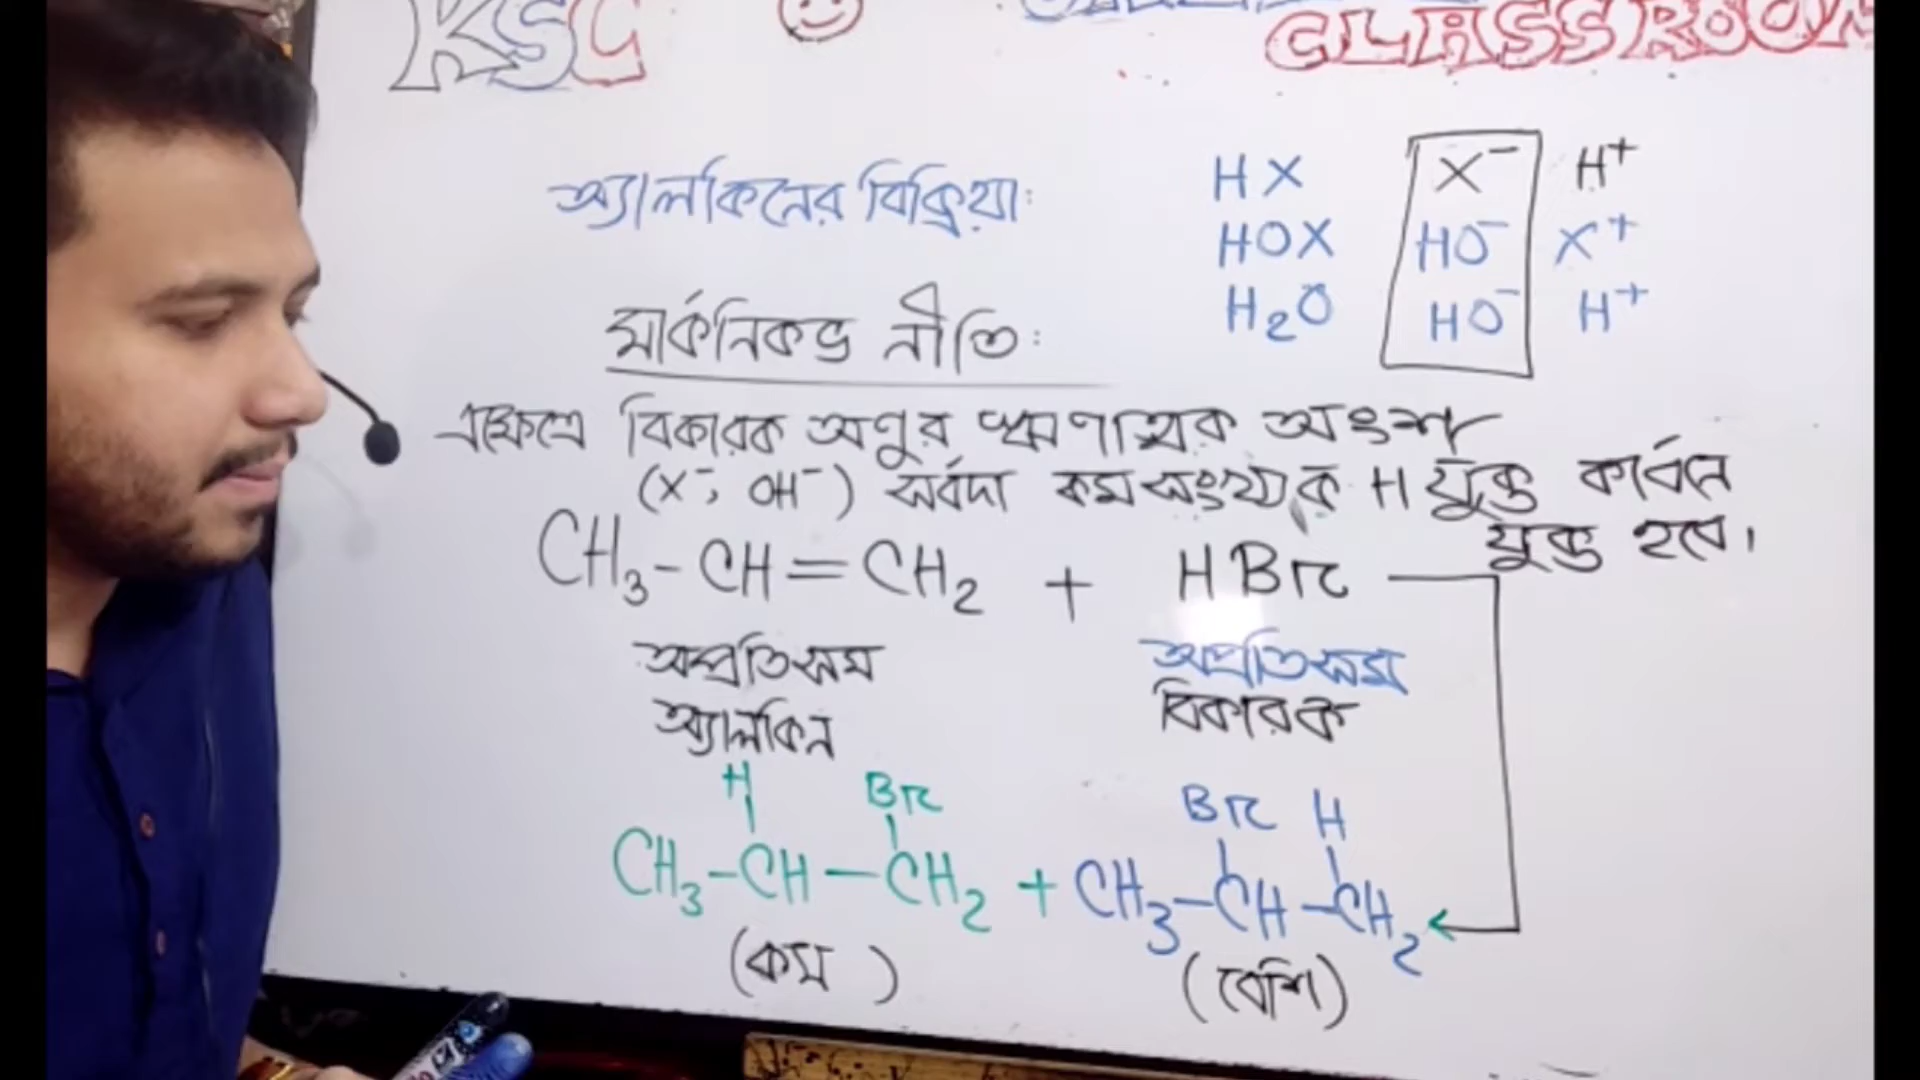 KSC
CLASSROOM
অ্যালকিনের বিক্রিয়া:
HX X⁻ H⁺
HOX HO⁻ X⁺
H₂O HO⁻ H⁺
মার্কনিকভ নীতি:
এক্ষেত্রে বিকারক অণুর ঋণাত্মক অংশ
(X⁻, OH⁻) সর্বদা কম সংখ্যক H যুক্ত কার্বনে
যুক্ত হবে।
CH₃-CH=CH₂ + HBr
অপ্রতিসম অপ্রতিসম
অ্যালকিন বিকারক
H Br Br H
CH₃-CH-CH₂ + CH₃-CH-CH₂
(কম) (বেশি)